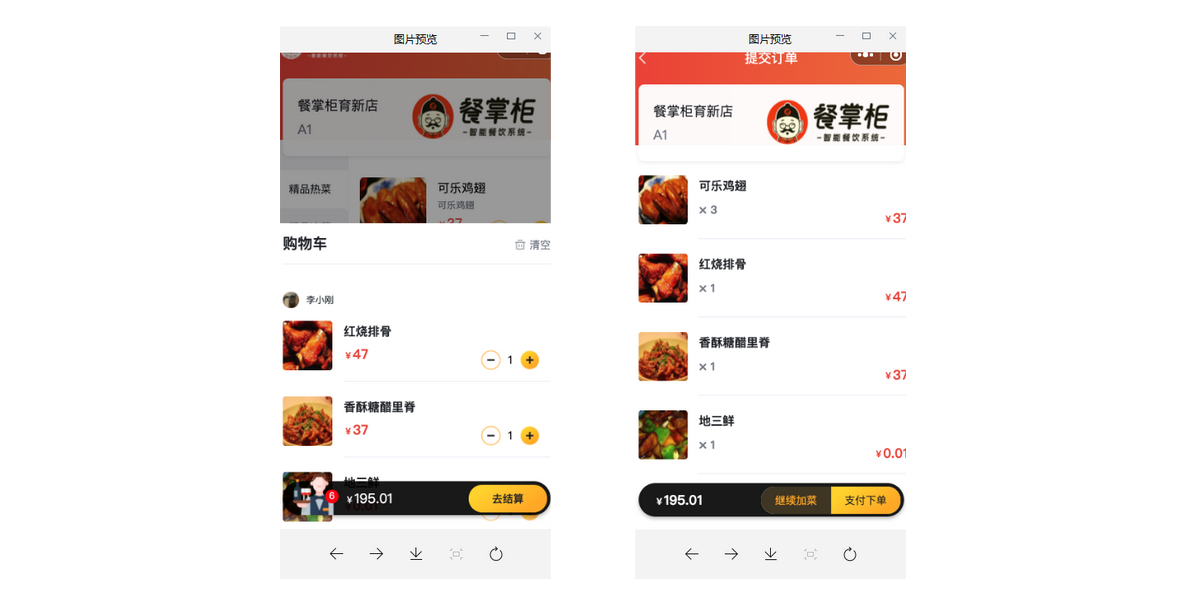 图片预览
餐掌柜育新店
A1
餐掌柜
-智能餐饮系统-
精品热菜
可乐鸡翅
可乐鸡翅
¥37
购物车
清空
李小刚
红烧排骨
¥47
1
香酥糖醋里脊
¥37
1
地三鲜
¥0.01
6
¥195.01
去结算
图片预览
提交订单
餐掌柜育新店
A1
餐掌柜
-智能餐饮系统-
可乐鸡翅
× 3
¥37
红烧排骨
× 1
¥47
香酥糖醋里脊
× 1
¥37
地三鲜
× 1
¥0.01
¥195.01
继续加菜
支付下单